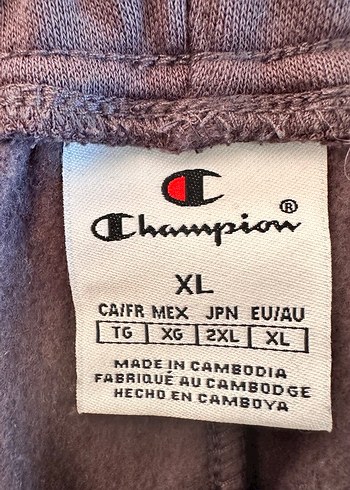 Champion®
XL
CA/FR MEX JPN EU/AU
TG XG 2XL XL
MADE IN CAMBODIA
FABRIQUÉ AU CAMBODGE
HECHO EN CAMBOYA